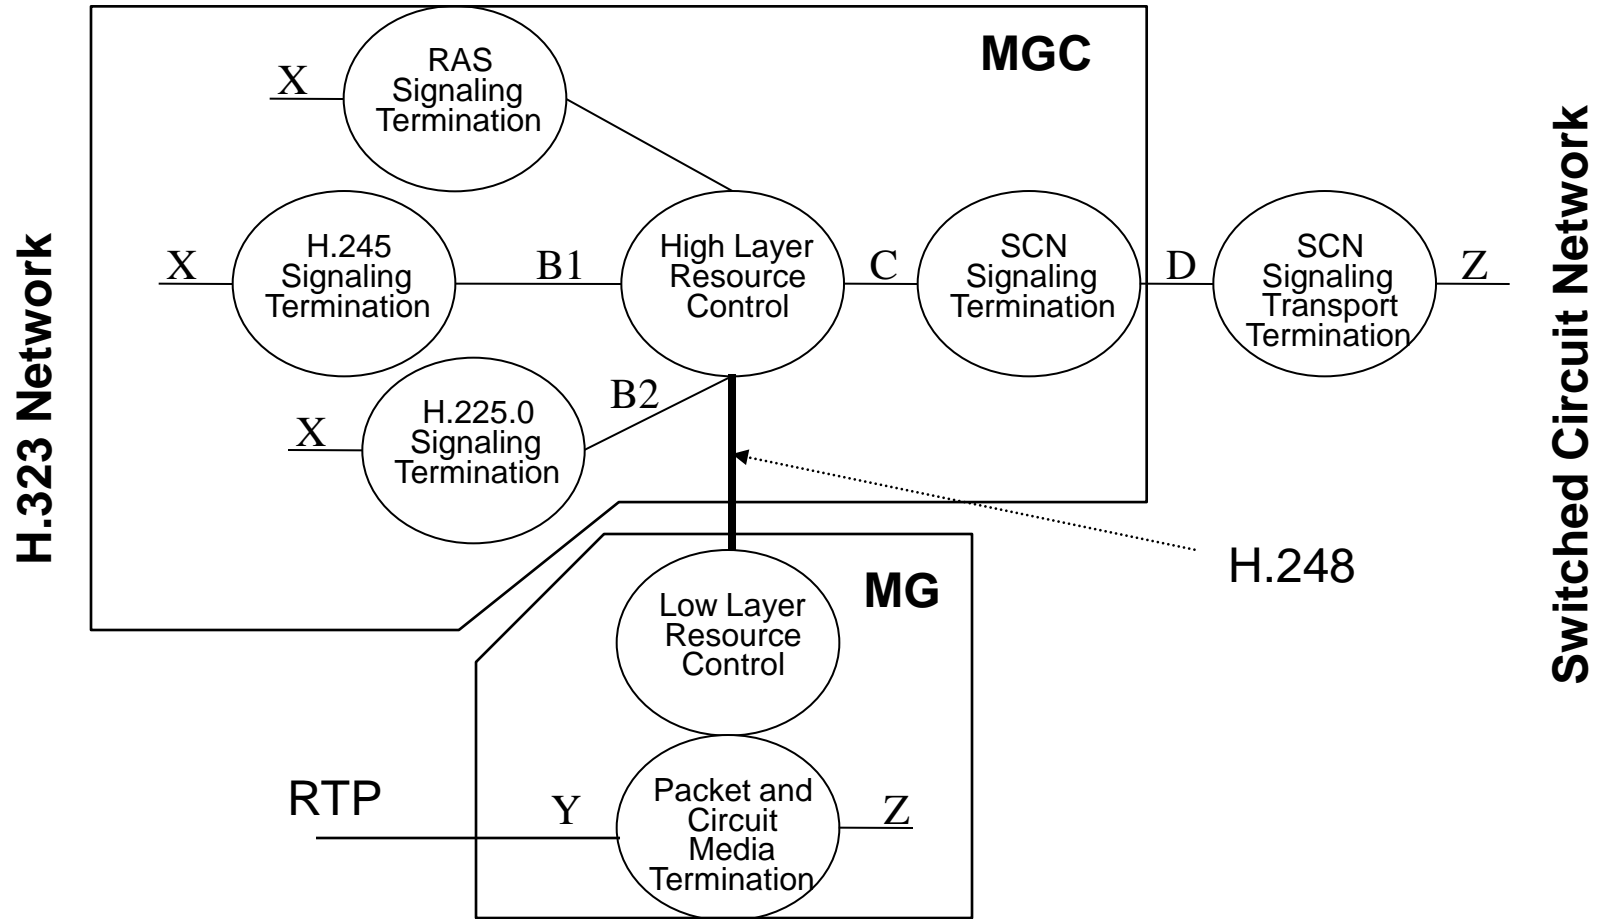 MGC
RAS
Signaling
Termination
X
H.323 Network
X
H.245
Signaling
Termination
B1
High Layer
Resource
Control
C
SCN
Signaling
Termination
D
SCN
Signaling
Transport
Termination
Z
Switched Circuit Network
X
H.225.0
Signaling
Termination
B2
H.248
MG
Low Layer
Resource
Control
RTP
Y
Packet and
Circuit
Media
Termination
Z